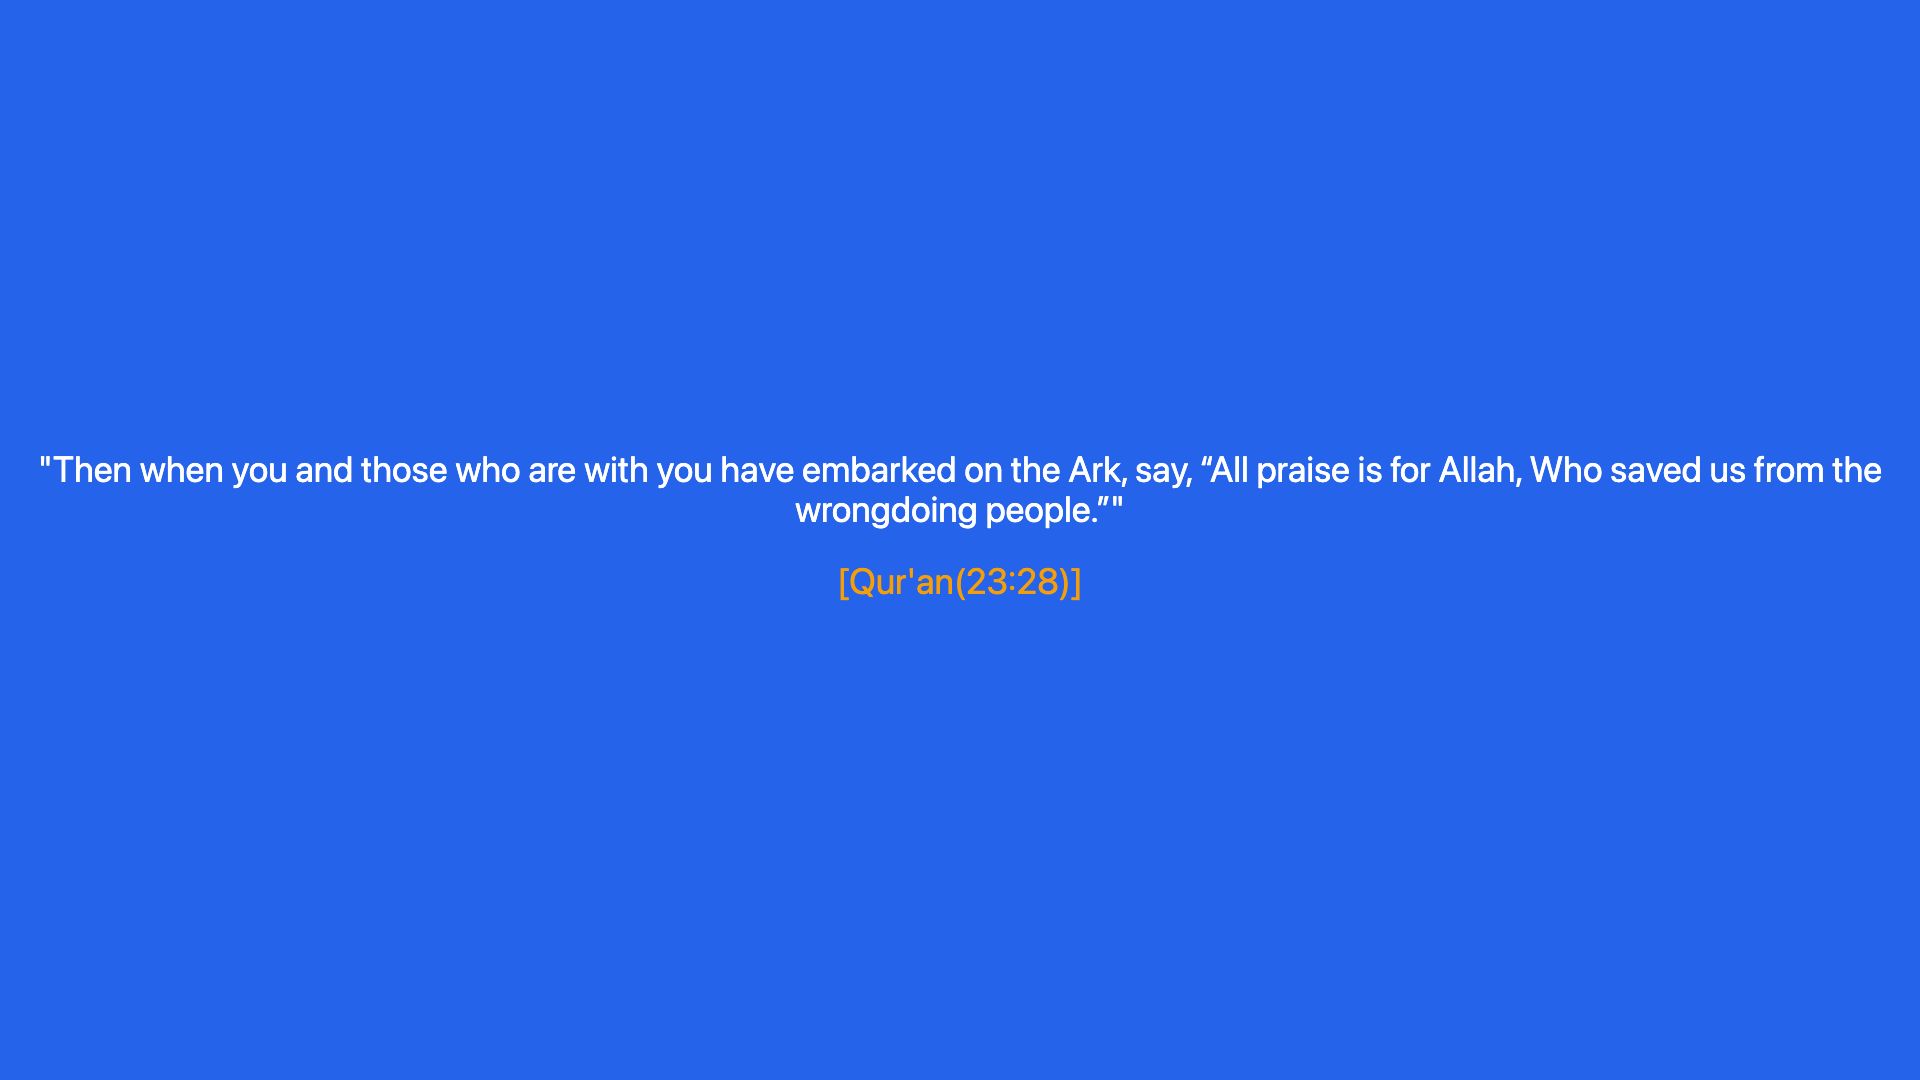 "Then when you and those who are with you have embarked on the Ark, say, “All praise is for Allah, Who saved us from the
wrongdoing people.”"
[Qur'an(23:28)]